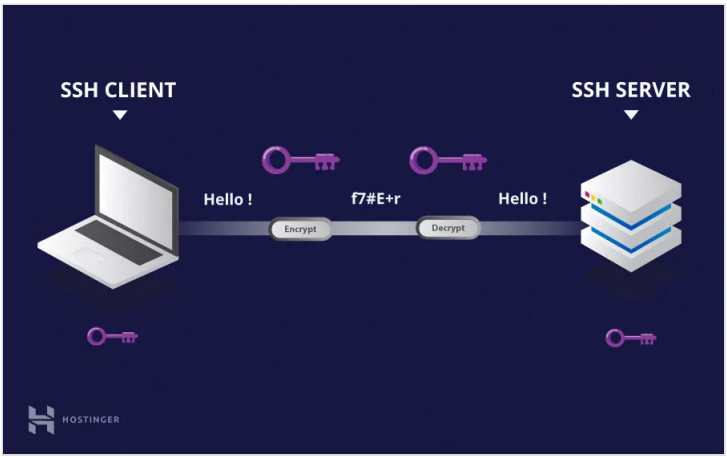 SSH CLIENT
SSH SERVER
Hello !
f7#E+r
Hello !
Encrypt
Decrypt
HOSTINGER